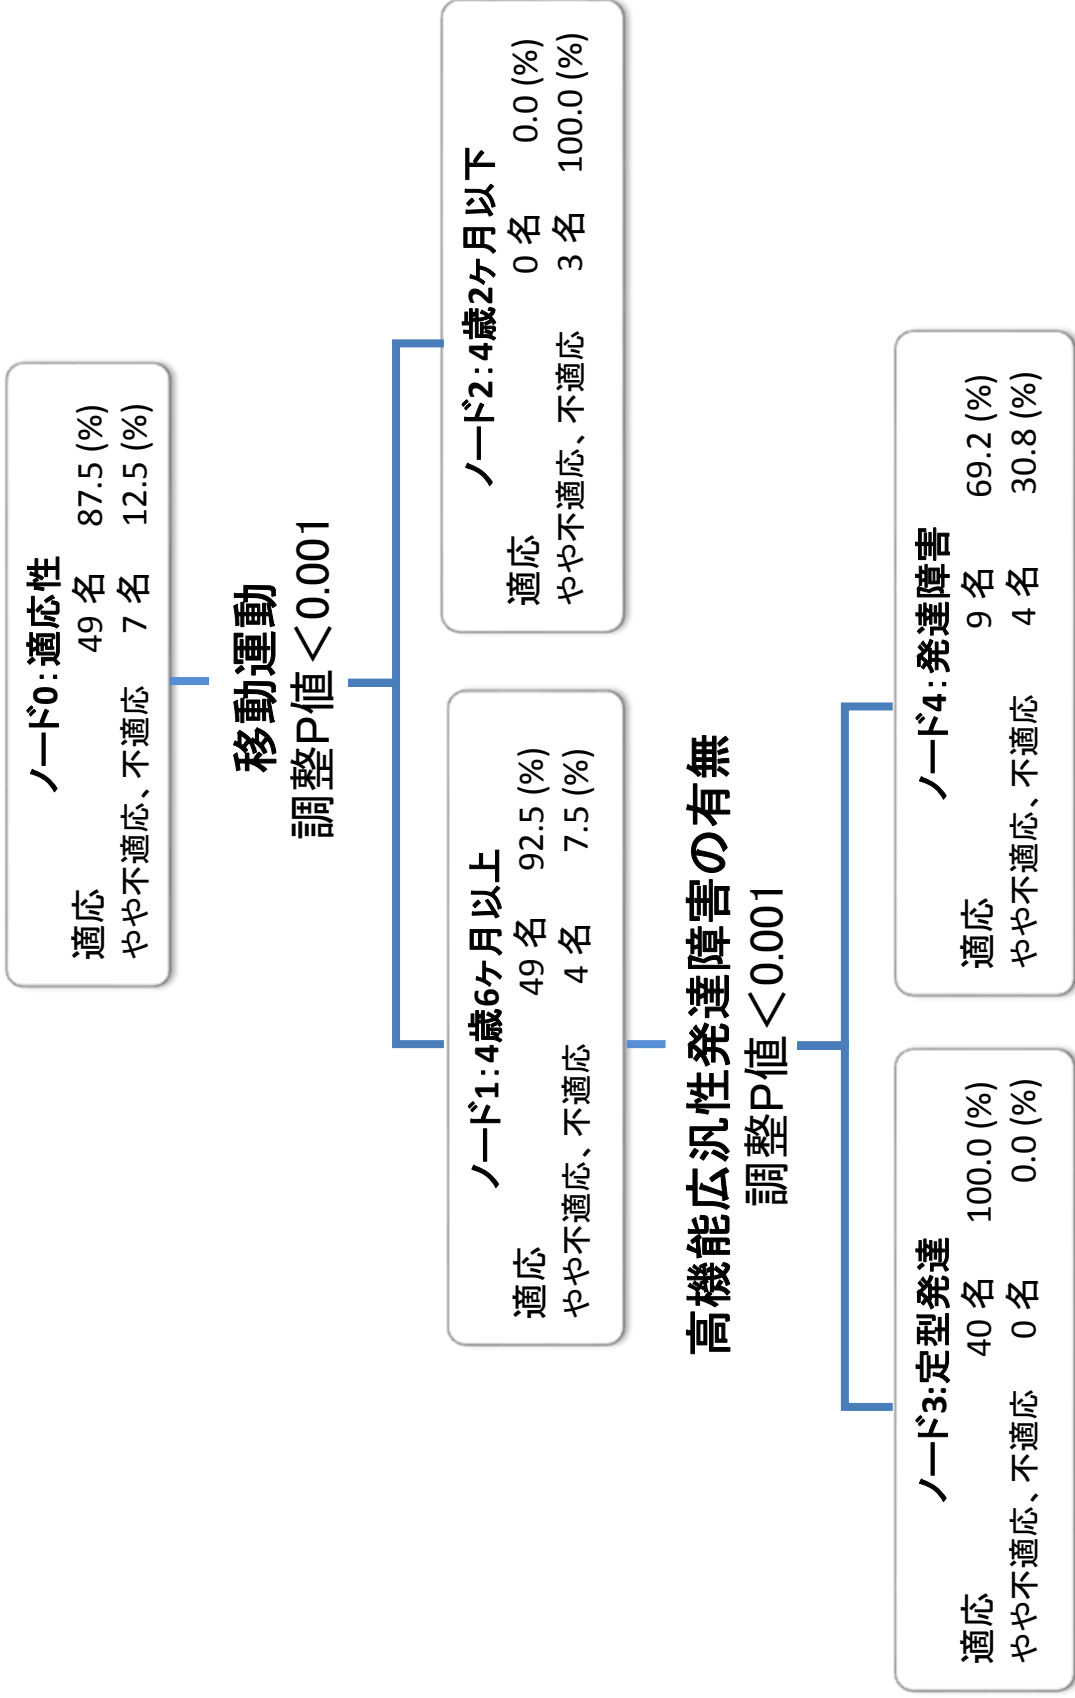 ノード0：適応性
適応 49 名 87.5 (%)
やや不適応、不適応 7 名 12.5 (%)
移動運動
調整P値＜0.001
ノード1：4歳6ヶ月以上
適応 49 名 92.5 (%)
やや不適応、不適応 4 名 7.5 (%)
ノード2：4歳2ヶ月以下
適応 0 名 0.0 (%)
やや不適応、不適応 3 名 100.0 (%)
高機能広汎性発達障害の有無
調整P値＜0.001
ノード3:定型発達
適応 40 名 100.0 (%)
やや不適応、不適応 0 名 0.0 (%)
ノード4：発達障害
適応 9 名 69.2 (%)
やや不適応、不適応 4 名 30.8 (%)